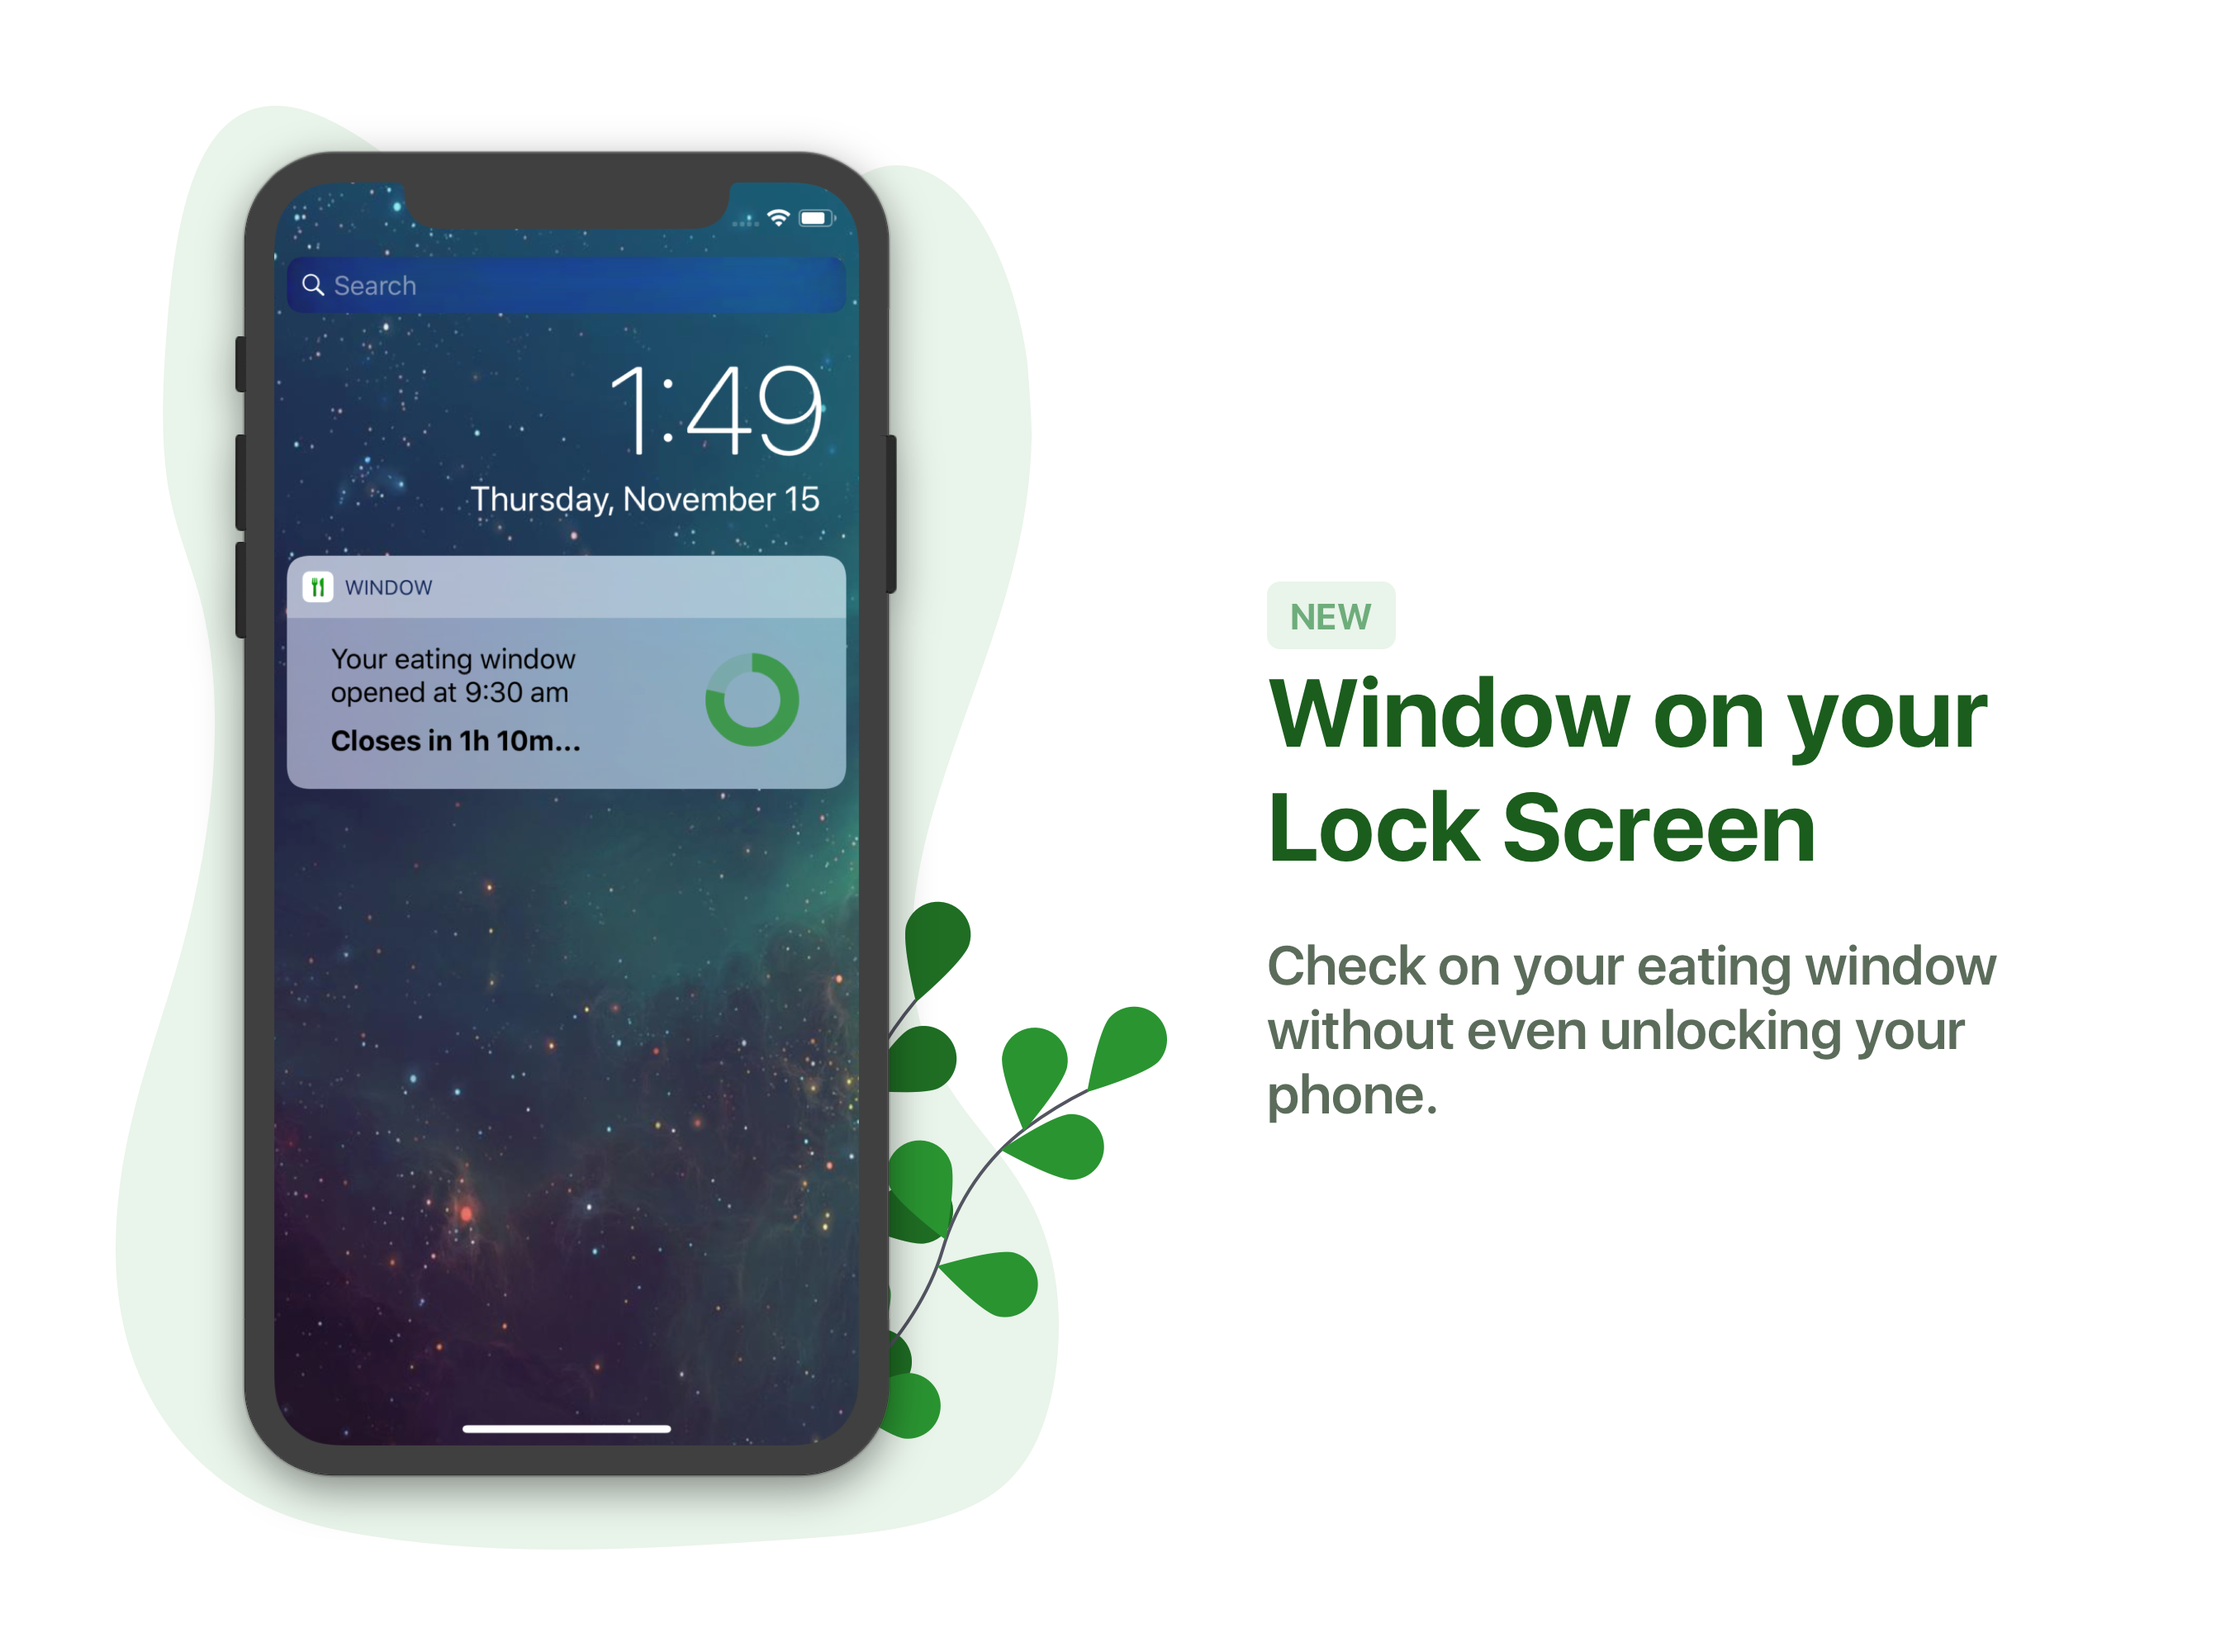 Search
1:49
Thursday, November 15
WINDOW
Your eating window
opened at 9:30 am
Closes in 1h 10m...
NEW
Window on your
Lock Screen
Check on your eating window
without even unlocking your
phone.